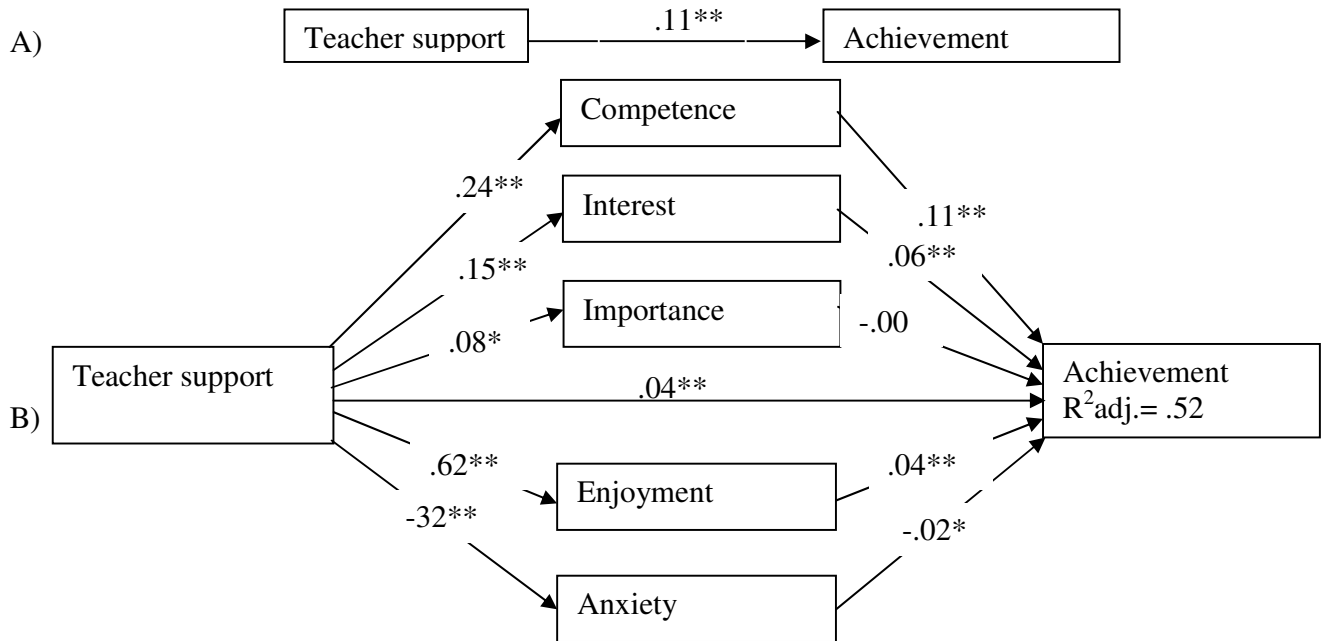 A)
Teacher support
.11**
Achievement
Competence
.24**
Interest
.11**
.06**
.15**
Importance
-.00
.08*
Teacher support
.04**
Achievement
R²adj.= .52
B)
.62**
Enjoyment
.04**
-32**
-.02*
Anxiety